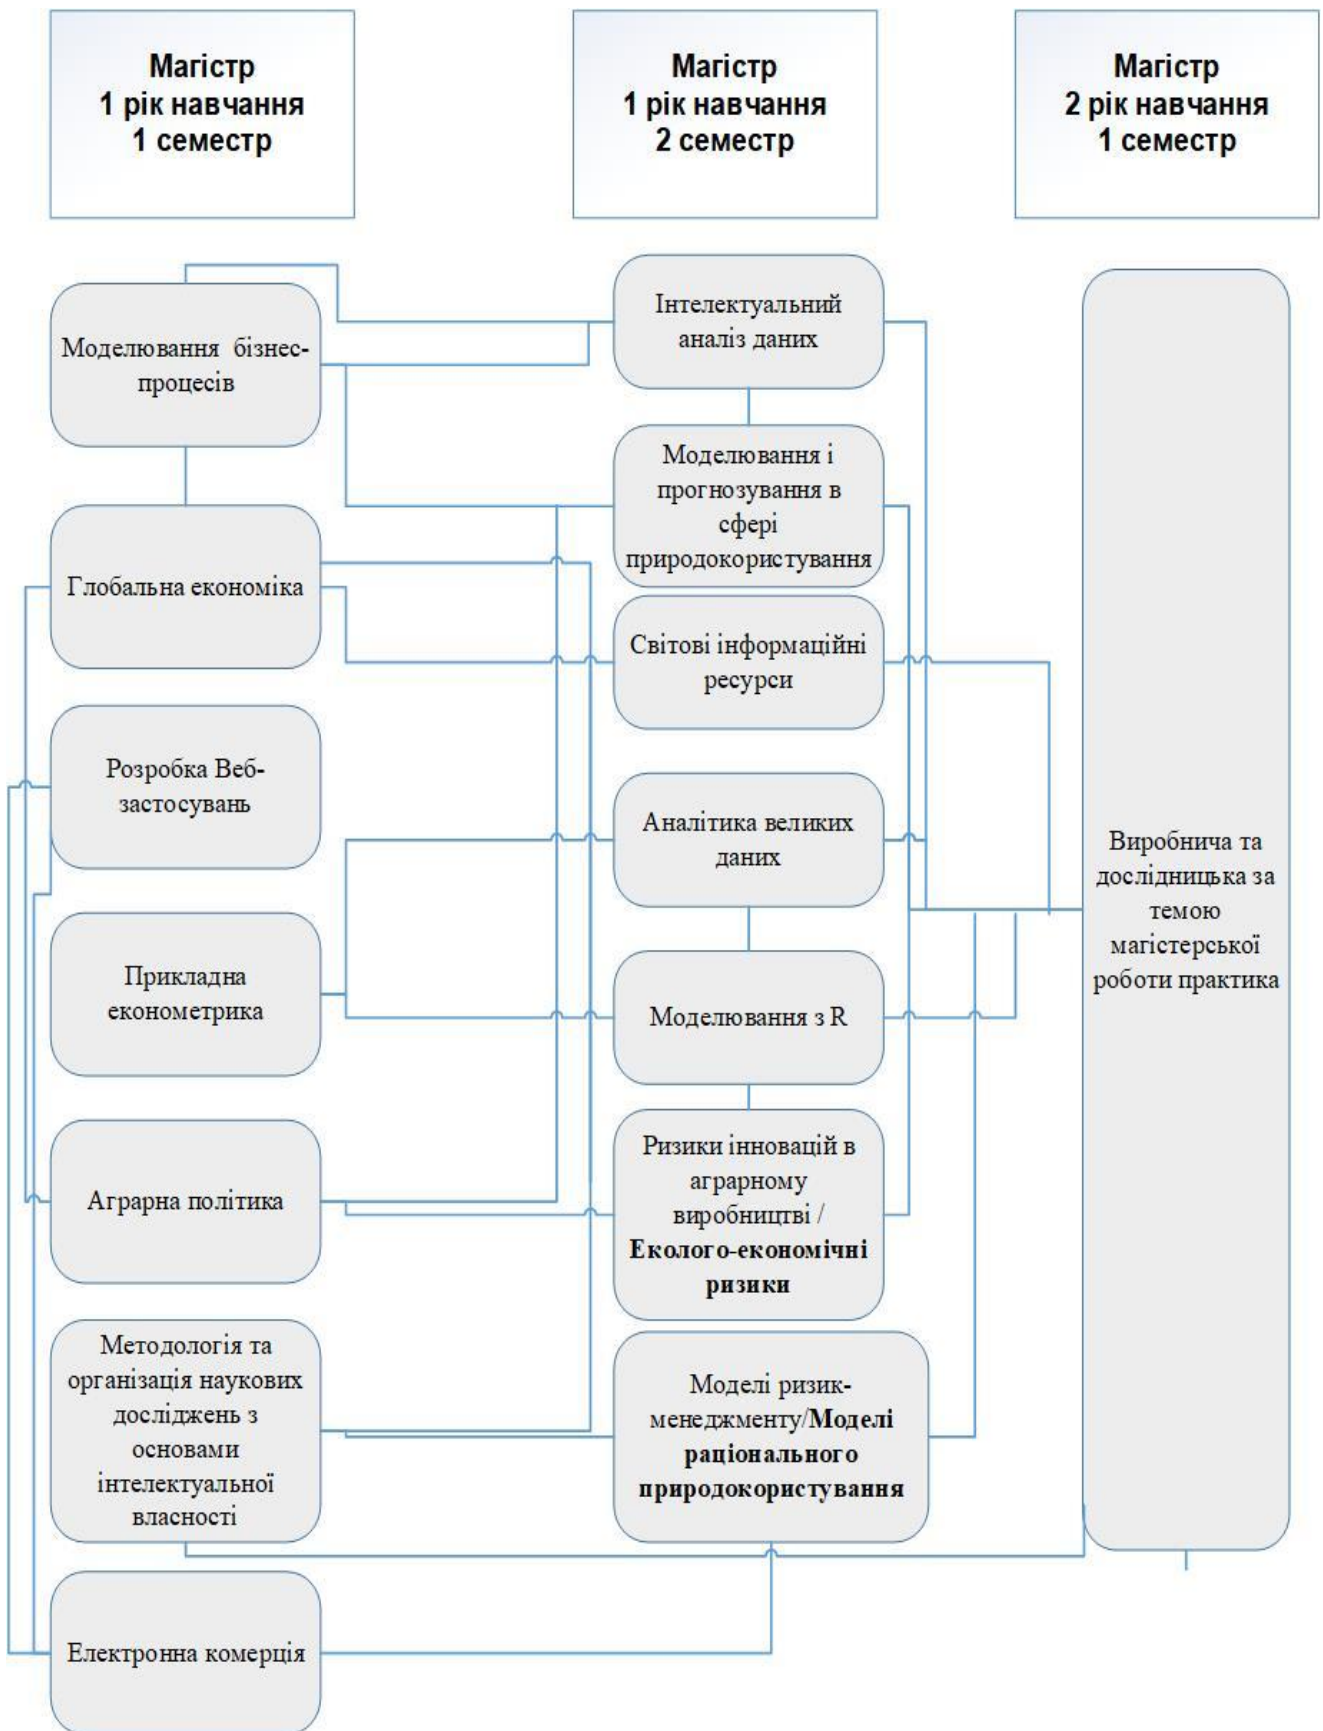 Магістр
1 рік навчання
1 семестр
Магістр
1 рік навчання
2 семестр
Магістр
2 рік навчання
1 семестр
Моделювання бізнес-
процесів
Глобальна економіка
Розробка Веб-
застосувань
Прикладна
економетрика
Аграрна політика
Методологія та
організація наукових
досліджень з
основами
інтелектуальної
власності
Електронна комерція
Інтелектуальний
аналіз даних
Моделювання і
прогнозування в
сфері
природокористування
Світові інформаційні
ресурси
Аналітика великих
даних
Моделювання з R
Ризики інновацій в
аграрному
виробництві /
Еколого-економічні
ризики
Моделі ризик-
менеджменту/Моделі
раціонального
природокористування
Виробнича та
дослідницька за
темою
магістерської
роботи практика